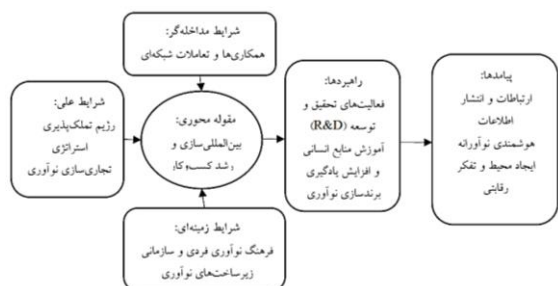 شرایط مداخله‌گر:
همکاری‌ها و تعاملات شبکه‌ای
شرایط علی:
رژیم تملک‌پذیری
استراتژی
تجاری‌سازی نوآوری
مقوله محوری:
بین‌المللی‌سازی و
رشد کسب‌وکار
راهبردها:
فعالیت‌های تحقیق و
توسعه (R&D)
آموزش منابع انسانی
و افزایش یادگیری
برندسازی نوآوری
پیامدها:
ارتباطات و انتشار
اطلاعات
هوشمندی نوآورانه
ایجاد محیط و تفکر
رقابتی
شرایط زمینه‌ای:
فرهنگ نوآوری فردی و سازمانی
زیرساخت‌های نوآوری